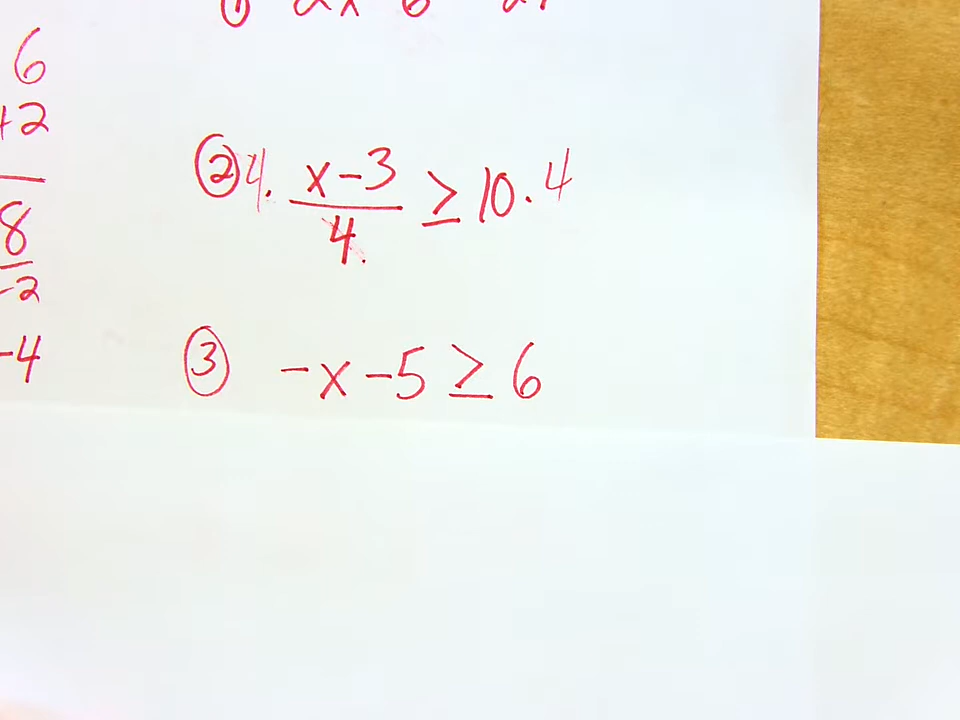 6
+2
8
-2
-4
② 4. x-3 / 4 ≥ 10.4
③ -x-5 ≥ 6